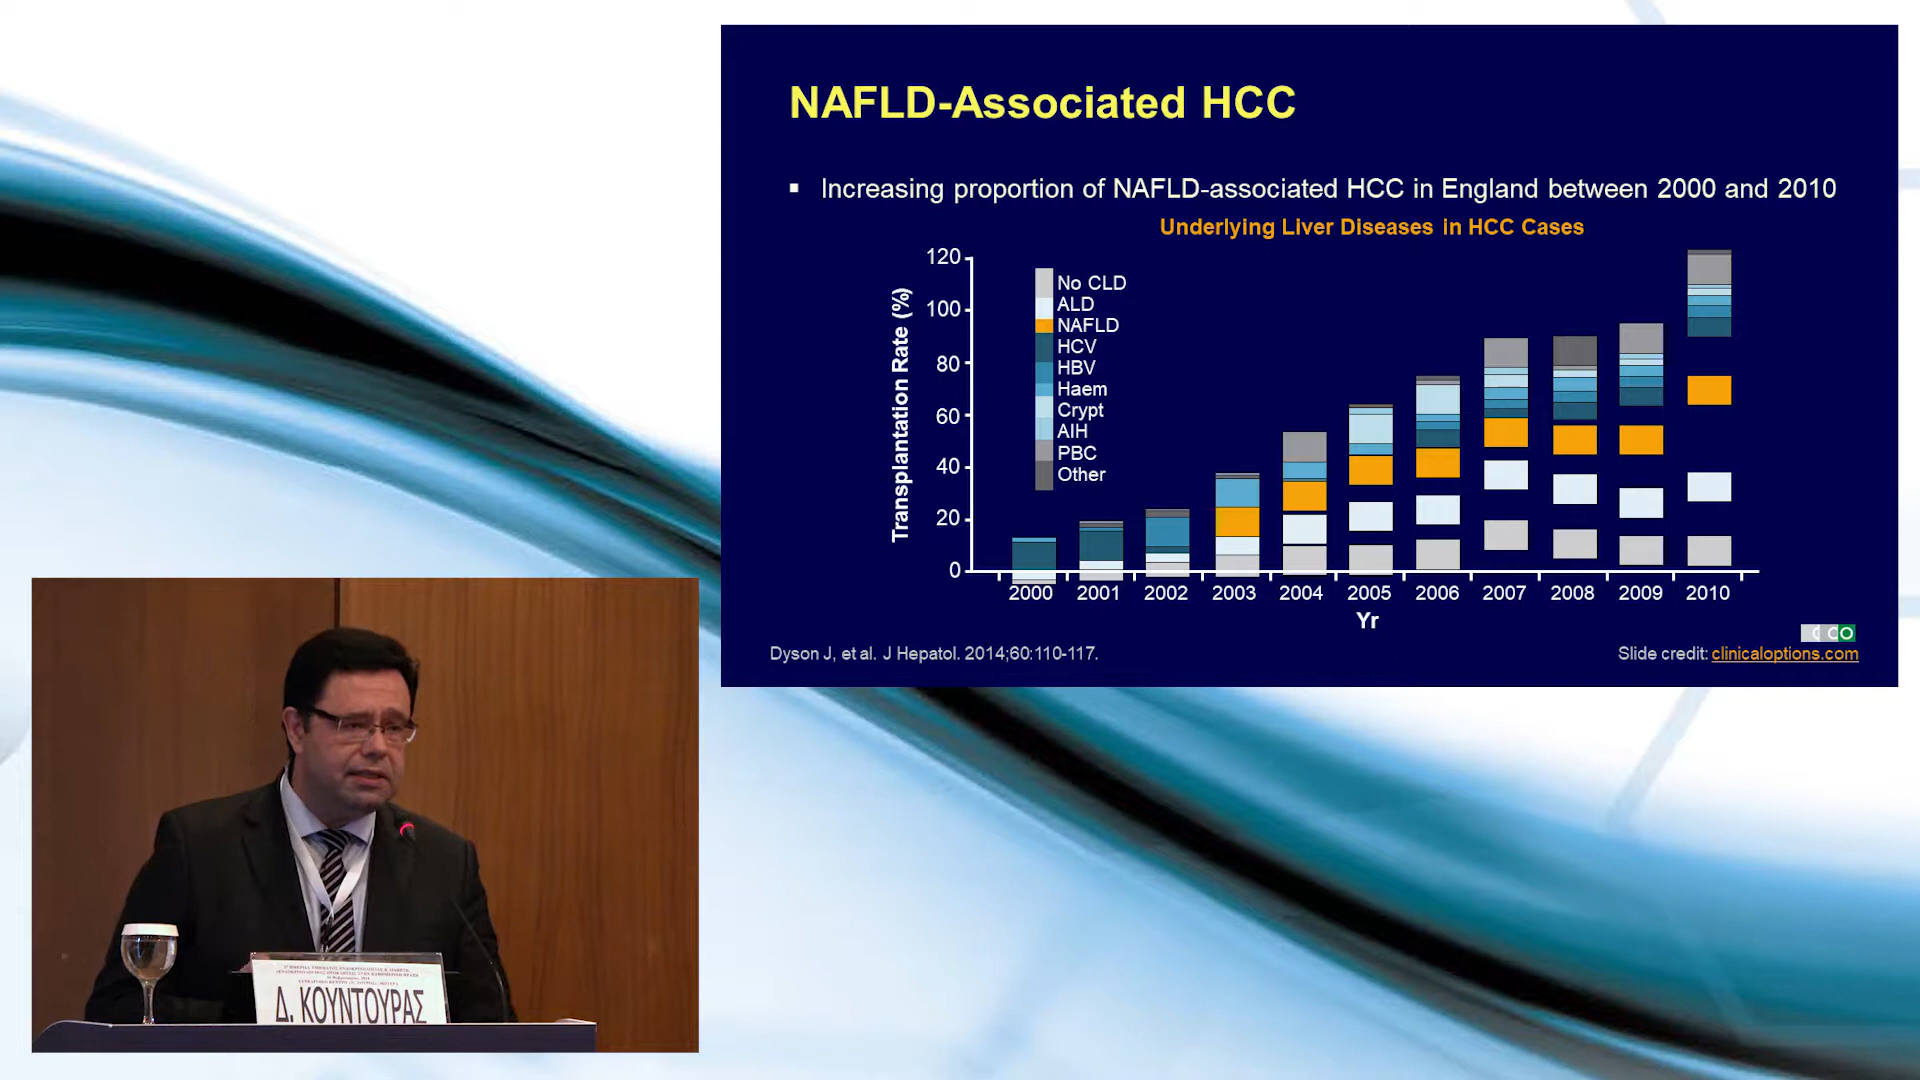 NAFLD-Associated HCC
▪ Increasing proportion of NAFLD-associated HCC in England between 2000 and 2010
Underlying Liver Diseases in HCC Cases
Transplantation Rate (%)
120
100
80
60
40
20
0
No CLD
ALD
NAFLD
HCV
HBV
Haem
Crypt
AIH
PBC
Other
2000 2001 2002 2003 2004 2005 2006 2007 2008 2009 2010
Yr
CCO
Dyson J, et al. J Hepatol. 2014;60:110-117.
Slide credit: clinicaloptions.com
Δ. ΚΟΥΝΤΟΥΡΑΣ